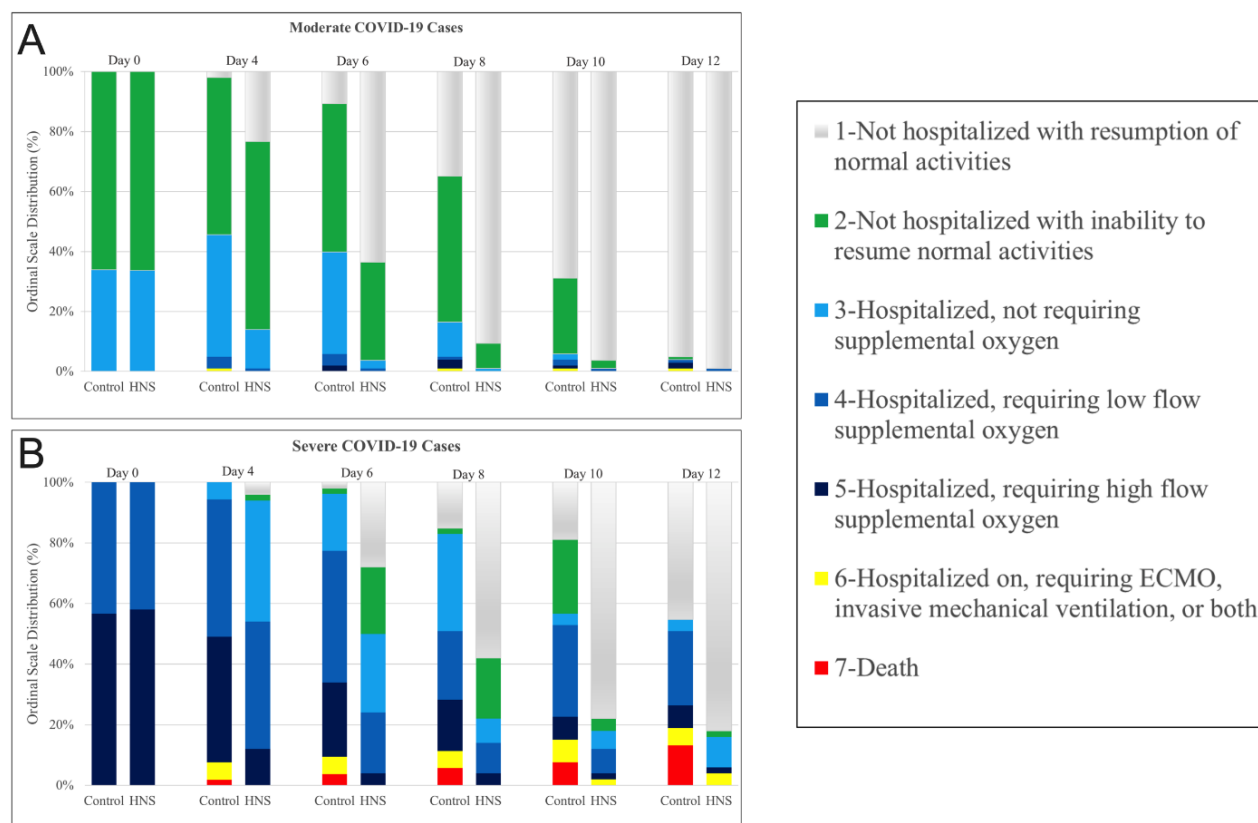 A
Moderate COVID-19 Cases
Day 0 Day 4 Day 6 Day 8 Day 10 Day 12
Ordinal Scale Distribution (%)
100%
80%
60%
40%
20%
0%
Control HNS Control HNS Control HNS Control HNS Control HNS Control HNS
B
Severe COVID-19 Cases
Day 0 Day 4 Day 6 Day 8 Day 10 Day 12
Ordinal Scale Distribution (%)
100%
80%
60%
40%
20%
0%
Control HNS Control HNS Control HNS Control HNS Control HNS Control HNS
1-Not hospitalized with resumption of
normal activities
2-Not hospitalized with inability to
resume normal activities
3-Hospitalized, not requiring
supplemental oxygen
4-Hospitalized, requiring low flow
supplemental oxygen
5-Hospitalized, requiring high flow
supplemental oxygen
6-Hospitalized on, requiring ECMO,
invasive mechanical ventilation, or both
7-Death